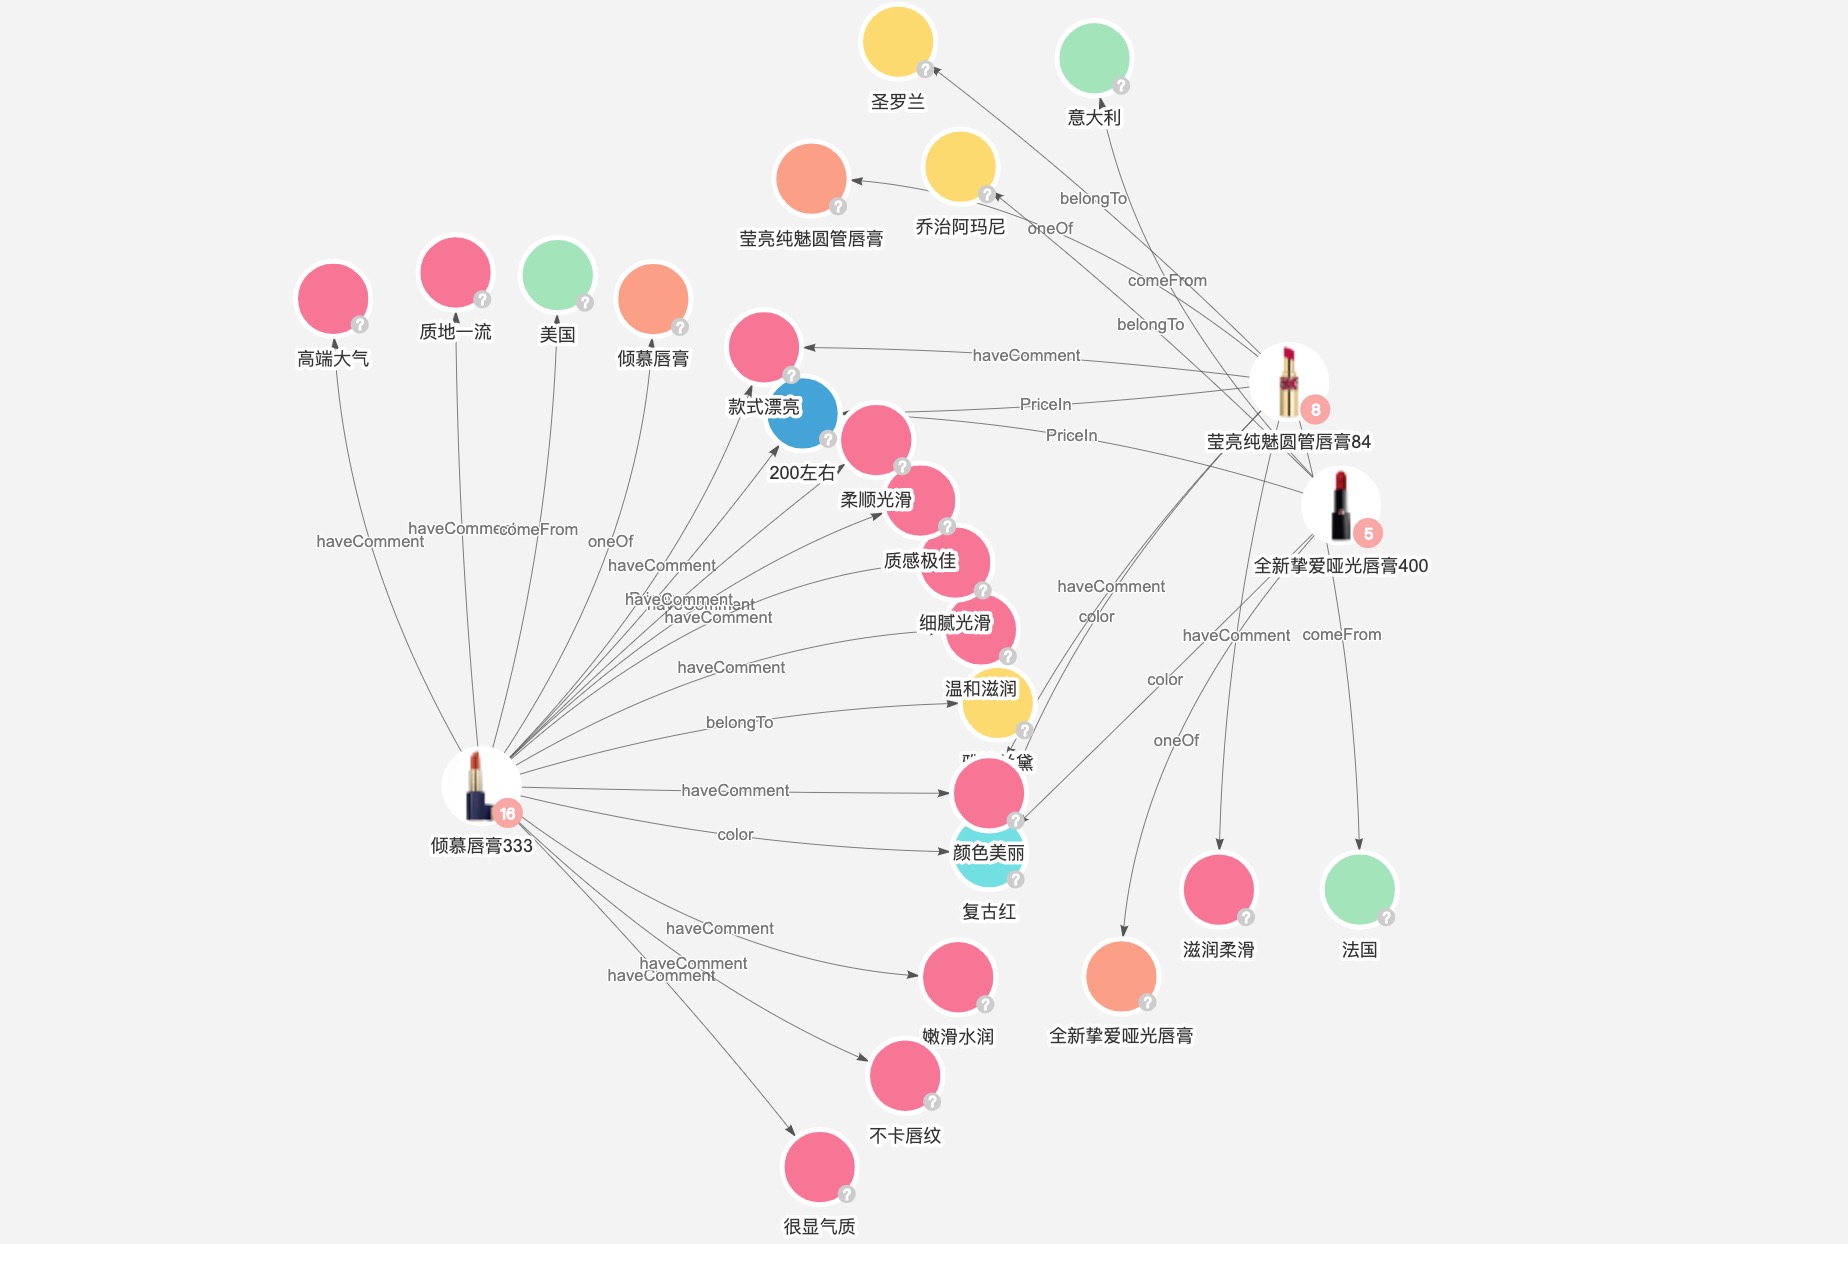 圣罗兰
意大利
belongTo
莹亮纯魅圆管唇膏
乔治阿玛尼
oneOf
comeFrom
belongTo
高端大气
质地一流
美国
倾慕唇膏
haveComment
款式漂亮
PriceIn
8
PriceIn
莹亮纯魅圆管唇膏84
200左右
柔顺光滑
5
haveComment
comeFrom
haveComment
oneOf
质感极佳
全新挚爱哑光唇膏400
haveComment
haveComment
haveComment
haveComment
haveComment
color
细腻光滑
haveComment
comeFrom
haveComment
color
温和滋润
belongTo
oneOf
haveComment
16
color
倾慕唇膏333
颜色美丽
复古红
haveComment
滋润柔滑
法国
haveComment
haveComment
嫩滑水润
全新挚爱哑光唇膏
不卡唇纹
很显气质